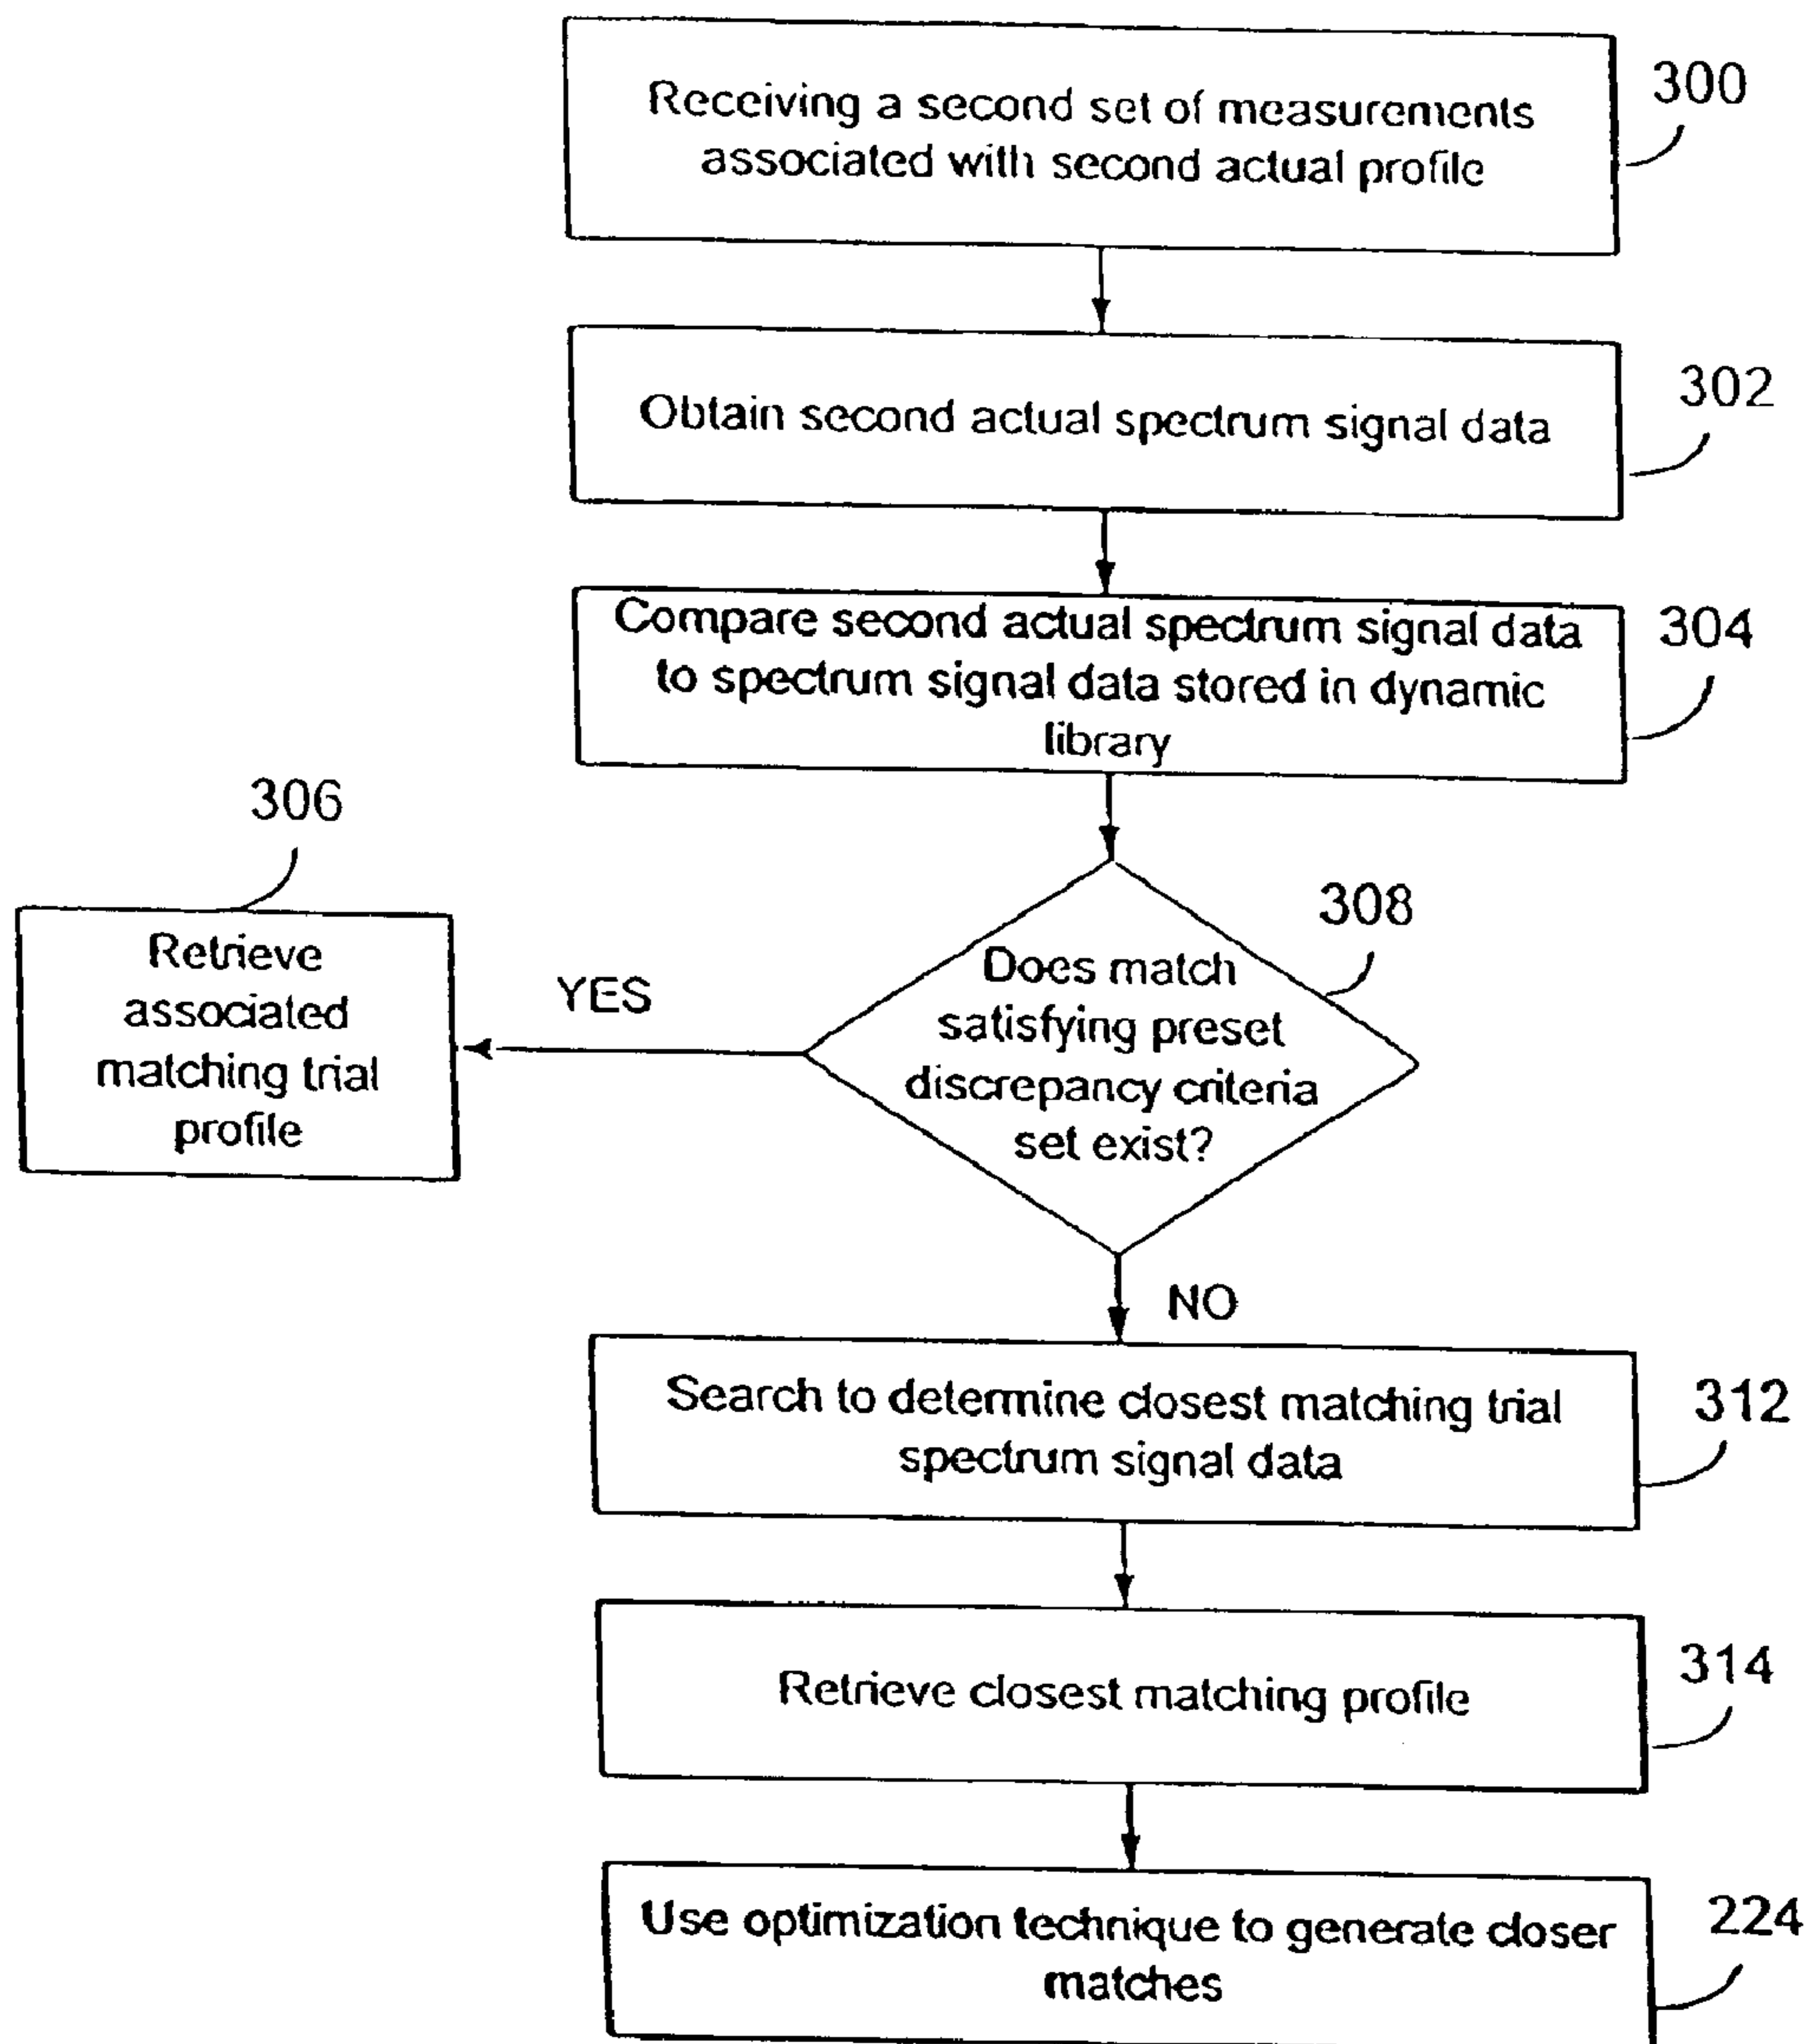 Receiving a second set of measurements
associated with second actual profile
300
Obtain second actual spectrum signal data
302
Compare second actual spectrum signal data
to spectrum signal data stored in dynamic
library
304
306
Retrieve
associated
matching trial
profile
YES
308
Does match
satisfying preset
discrepancy criteria
set exist?
NO
Search to determine closest matching trial
spectrum signal data
312
Retrieve closest matching profile
314
Use optimization technique to generate closer
matches
224